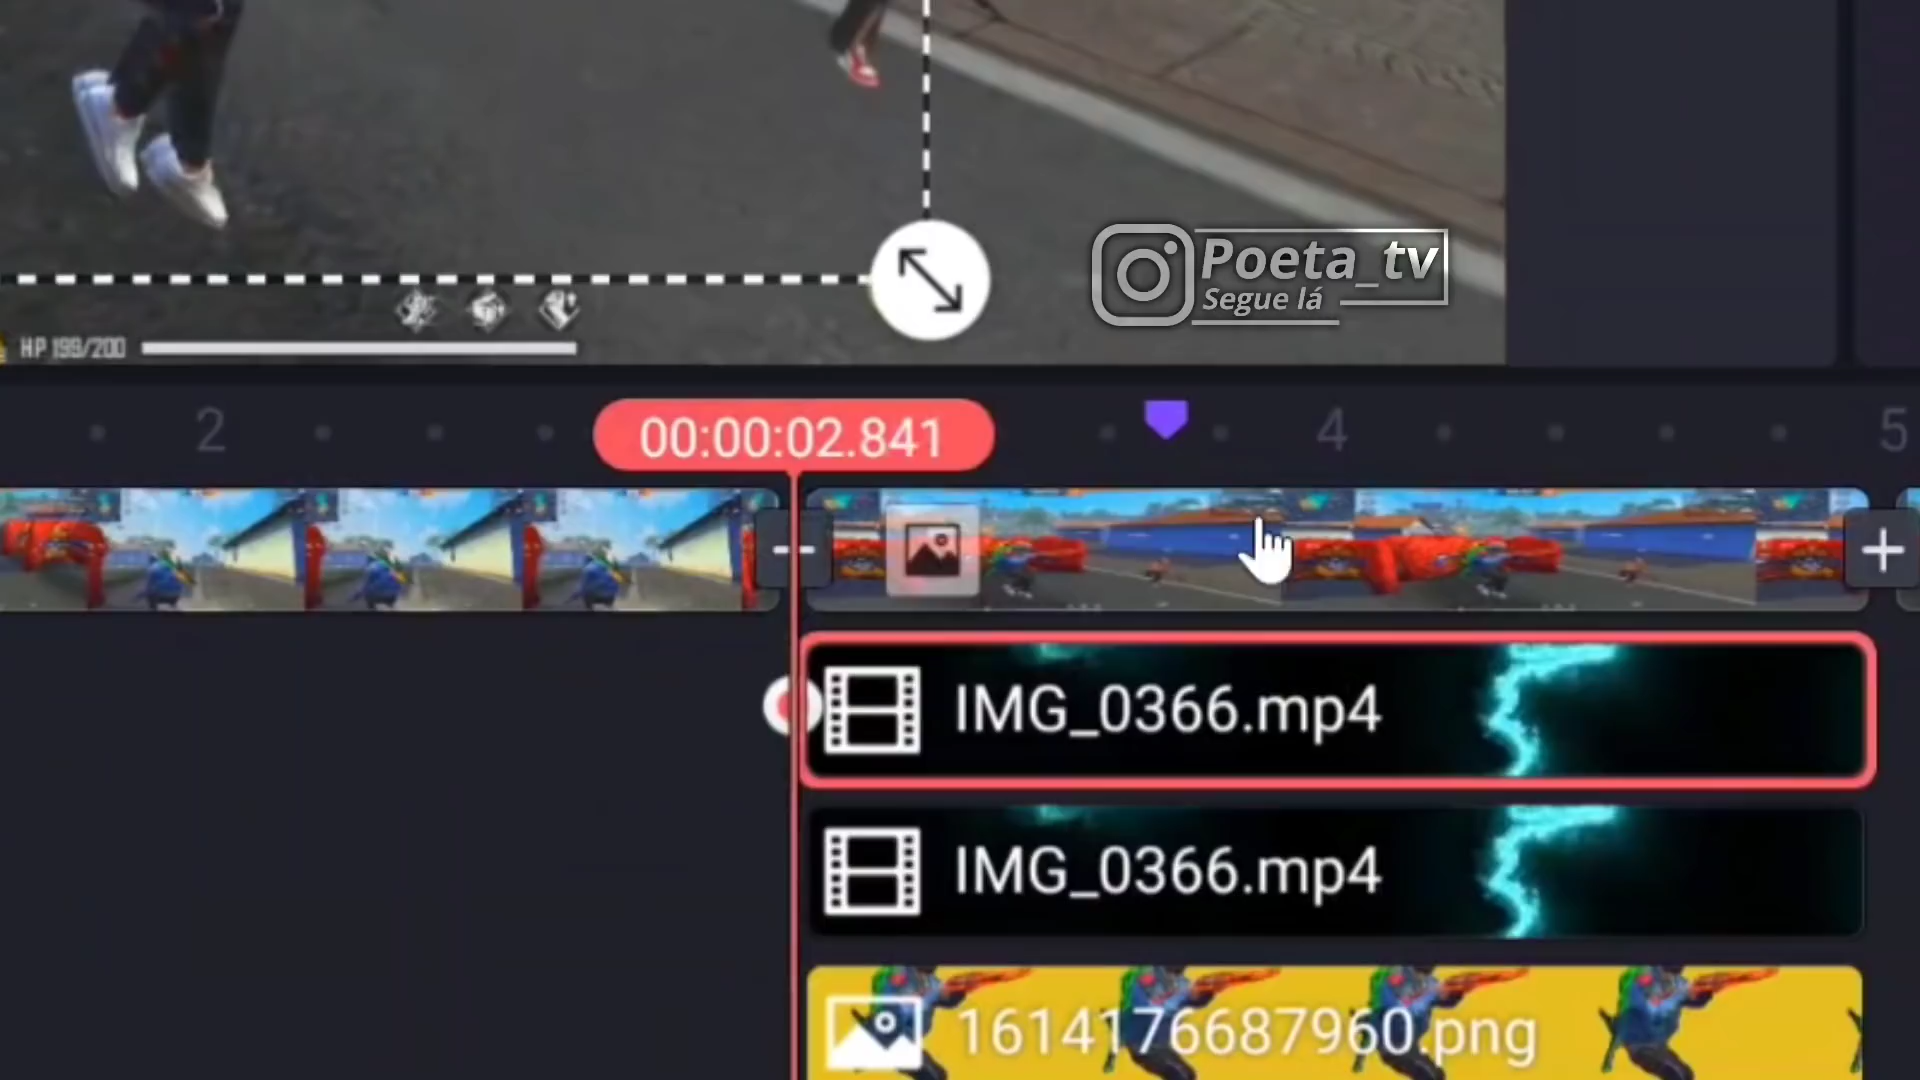 Poeta_tv
Segue lá
HP 199/200
2
00:00:02.841
4
5
IMG_0366.mp4
IMG_0366.mp4
1614176687960.png